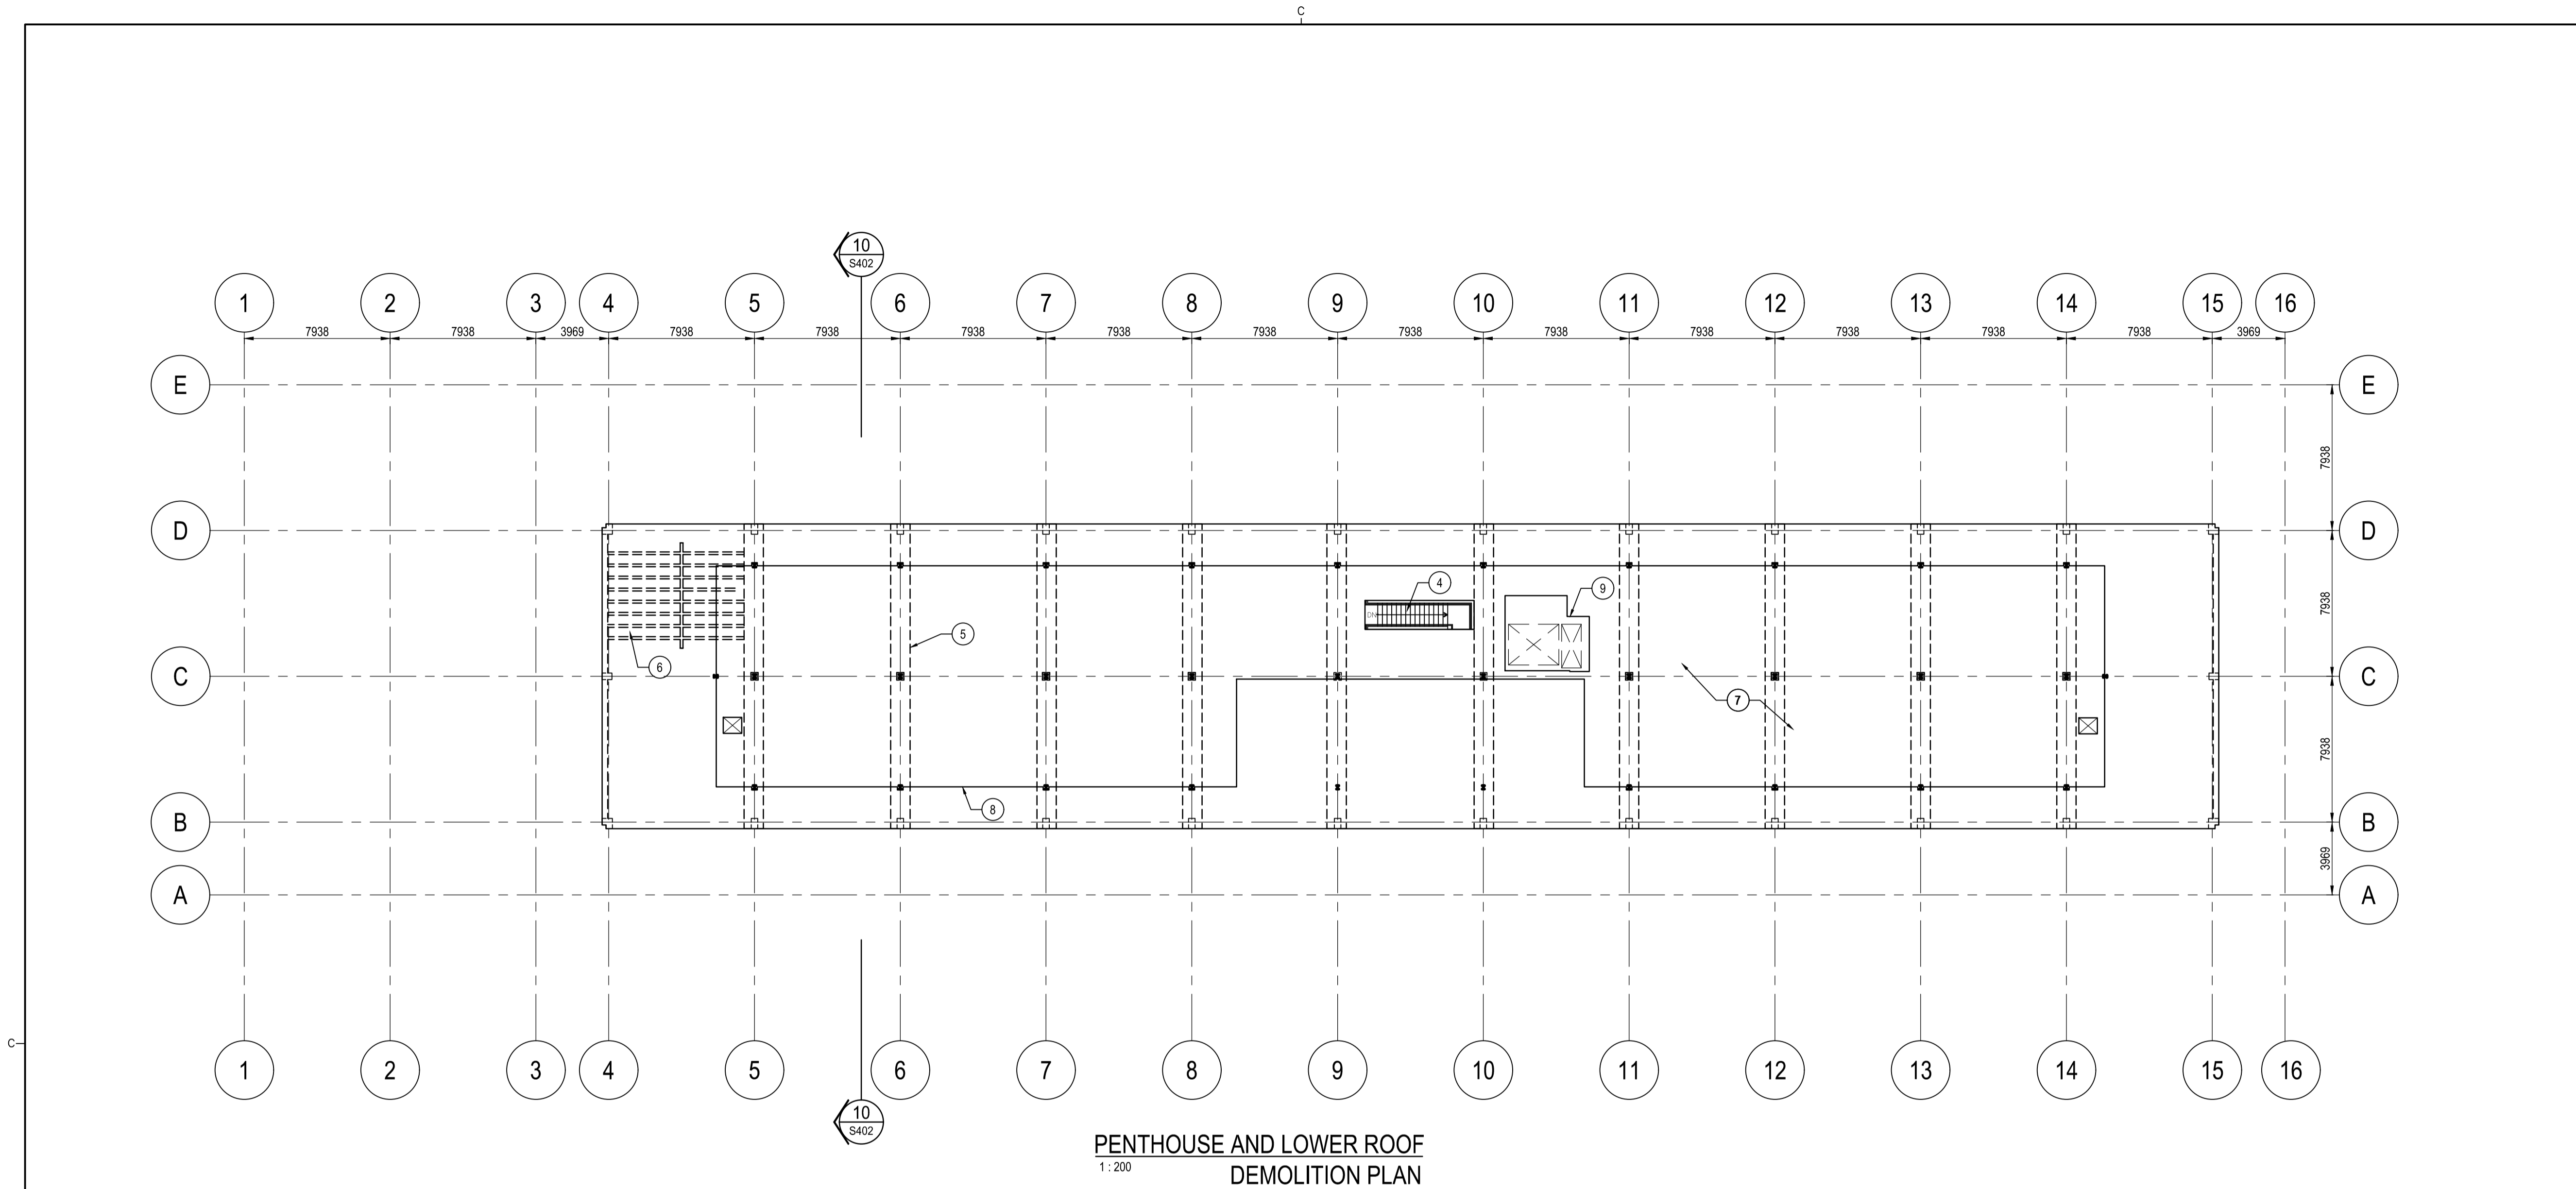 C
10
S402
1 2 3 4 5 6 7 8 9 10 11 12 13 14 15 16
7938 7938 3969 7938 7938 7938 7938 7938 7938 7938 7938 7938 7938 7938 3969
E E
7938
D D
4
9
DN
7938
5
6
C C
7
7938
8
B B
3969
A A
C
1 2 3 4 5 6 7 8 9 10 11 12 13 14 15 16
10
S402
PENTHOUSE AND LOWER ROOF
1 : 200
DEMOLITION PLAN